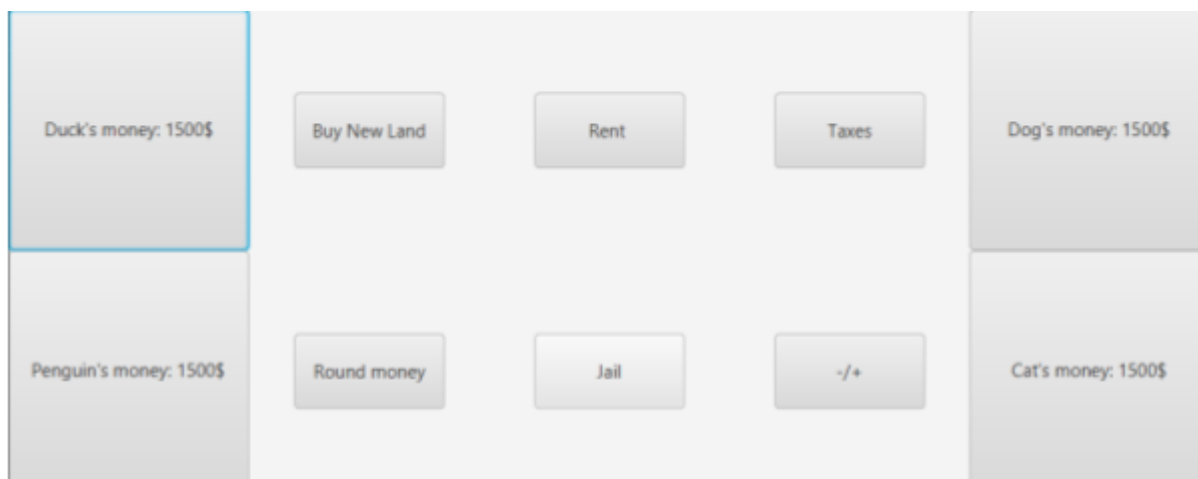 Duck's money: 1500$
Buy New Land
Rent
Taxes
Dog's money: 1500$
Penguin's money: 1500$
Round money
Jail
-/+
Cat's money: 1500$